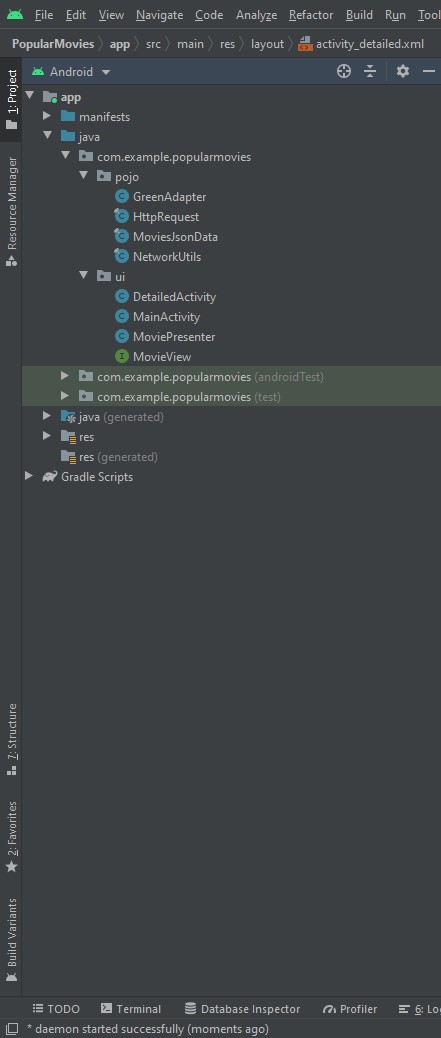 File Edit View Navigate Code Analyze Refactor Build Run
PopularMovies app src main res layout activity_detailed.xml
Android
1: Project
Resource Manager
app
manifests
java
com.example.popularmovies
pojo
GreenAdapter
HttpRequest
MoviesJsonData
NetworkUtils
ui
DetailedActivity
MainActivity
MoviePresenter
MovieView
com.example.popularmovies (androidTest)
com.example.popularmovies (test)
java (generated)
res
res (generated)
Gradle Scripts
7: Structure
2: Favorites
Build Variants
TODO Terminal Database Inspector Profiler 6:
* daemon started successfully (moments ago)